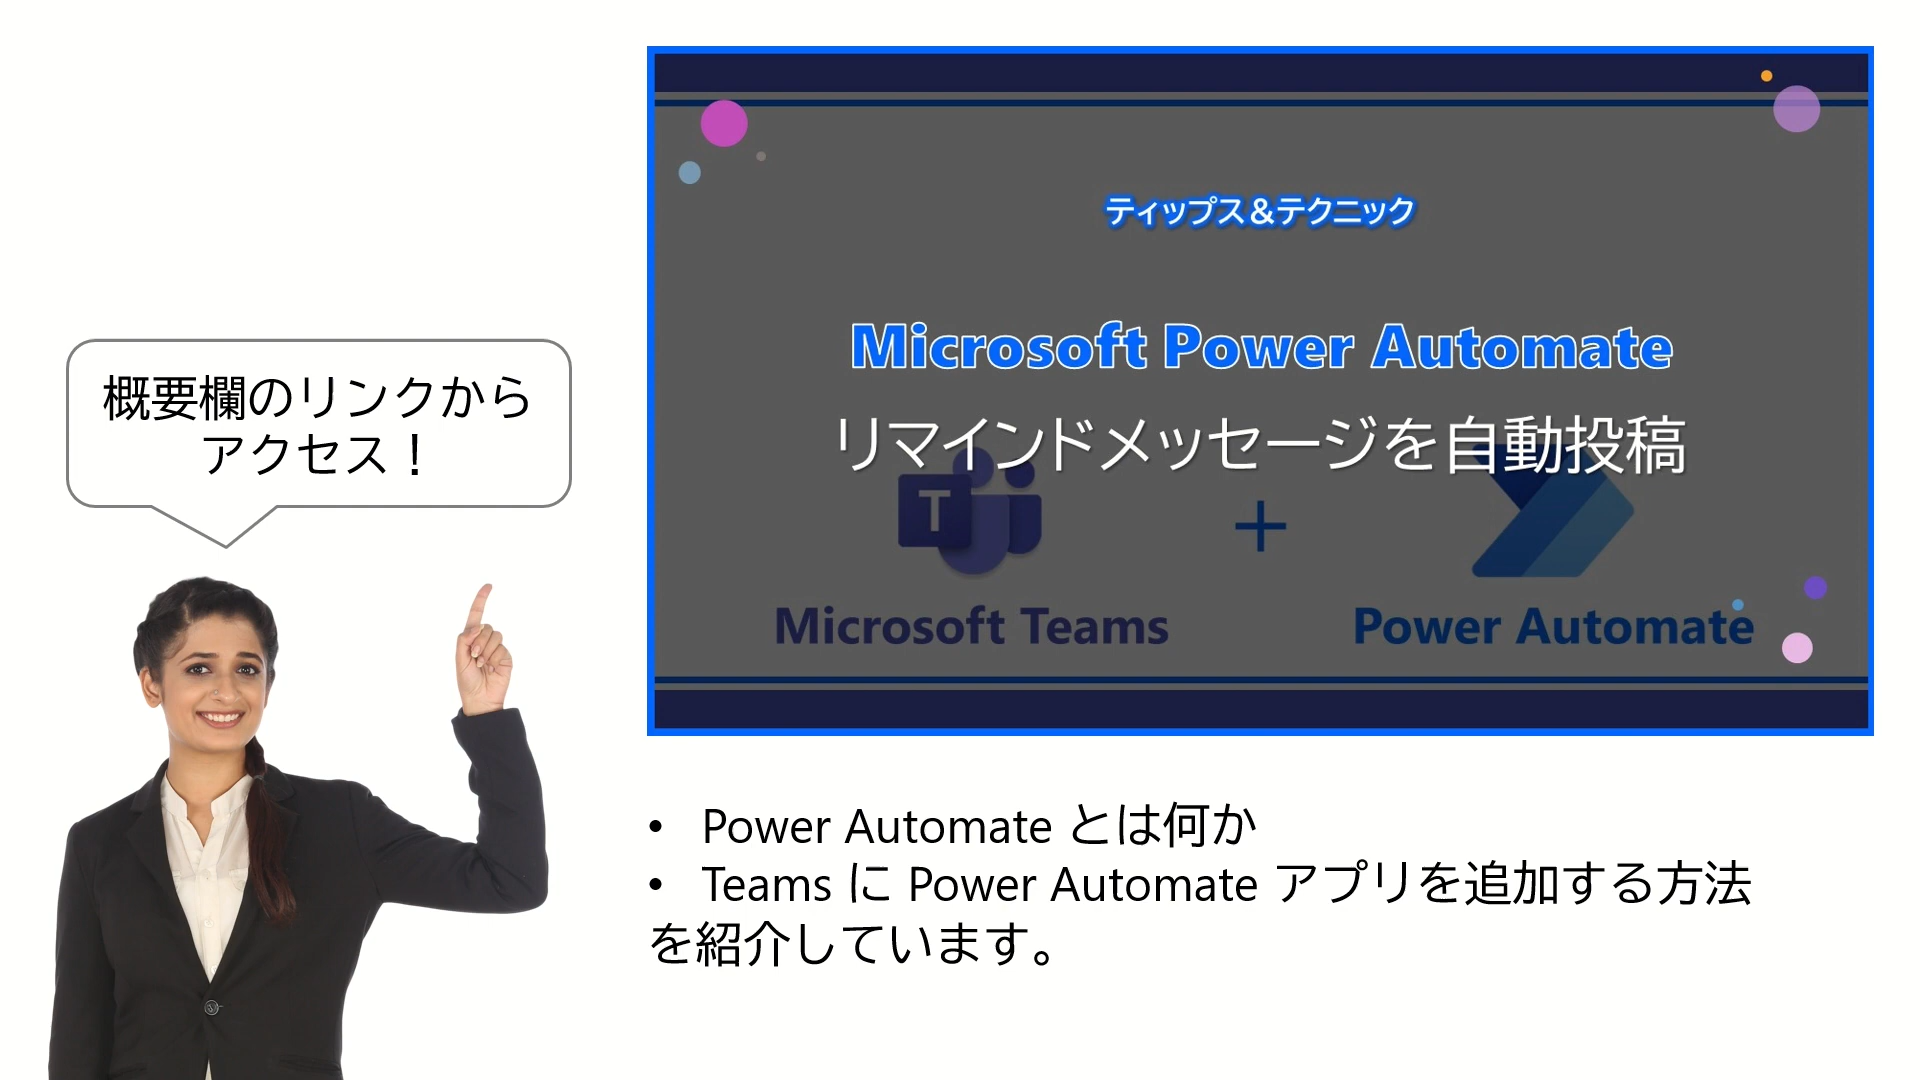 概要欄のリンクから
アクセス！
ティップス＆テクニック
Microsoft Power Automate
リマインドメッセージを自動投稿
T
+
Microsoft Teams
Power Automate
• Power Automate とは何か
• Teams に Power Automate アプリを追加する方法
を紹介しています。